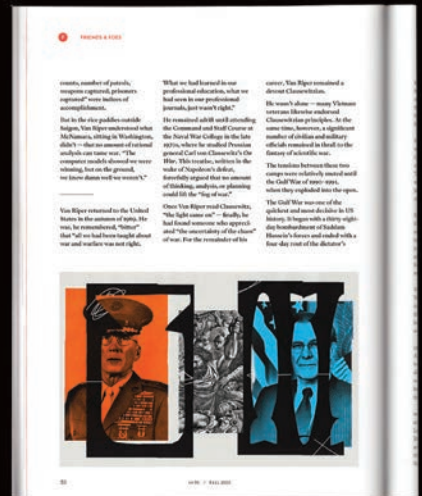 FRIENDS & FOES
counts, number of patrols,
weapons captured, prisoners
captured" were indices of
accomplishment.
But in the rice paddies outside
Saigon, Van Riper understood what
McNamara, sitting in Washington,
didn't — that no amount of rational
analysis can tame war. "The
computer models showed we were
winning, but on the ground,
we knew damn well we weren't."
Van Riper returned to the United
States in the autumn of 1969. He
was, he remembered, "bitter"
that "all we had been taught about
war and warfare was not right.
What we had learned in our
professional education, what we
had seen in our professional
journals, just wasn't right."
He remained adrift until attending
the Command and Staff Course at
the Naval War College in the late
1970s, where he studied Prussian
general Carl von Clausewitz's On
War. This treatise, written in the
wake of Napoleon's defeat,
forcefully argued that no amount
of thinking, analysis, or planning
could lift the "fog of war."
Once Van Riper read Clausewitz,
"the light came on" — finally, he
had found someone who appreci-
ated "the uncertainty of the chaos"
of war. For the remainder of his
career, Van Riper remained a
devout Clausewitzian.
He wasn't alone — many Vietnam
veterans likewise endorsed
Clausewitzian principles. At the
same time, however, a significant
number of civilian and military
officials remained in thrall to the
fantasy of scientific war.
The tensions between these two
camps were relatively muted until
the Gulf War of 1990–1991,
when they exploded into the open.
The Gulf War was one of the
quickest and most decisive in US
history. It began with a thirty-eight-
day bombardment of Saddam
Hussein's forces and ended with a
four-day rout of the dictator's
FALL 2021